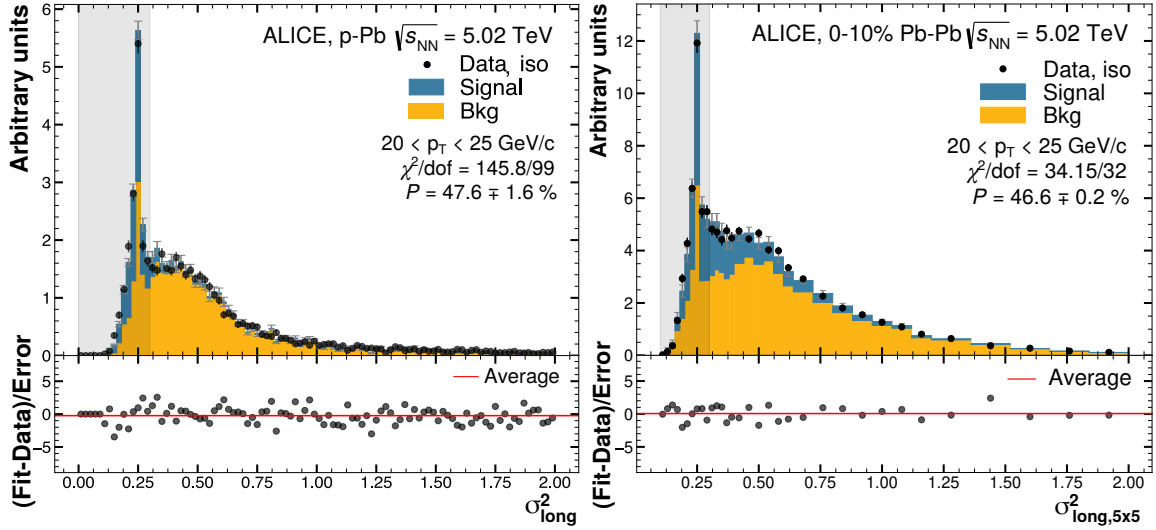 ALICE, p-Pb √s_NN = 5.02 TeV
Data, iso
Signal
Bkg
20 < p_T < 25 GeV/c
χ²/dof = 145.8/99
P = 47.6 ∓ 1.6 %
Arbitrary units
6
5
4
3
2
1
0
Average
(Fit-Data)/Error
5
0
−5
0.00 0.25 0.50 0.75 1.00 1.25 1.50 1.75 2.00
σ²_long
ALICE, 0-10% Pb-Pb √s_NN = 5.02 TeV
Data, iso
Signal
Bkg
20 < p_T < 25 GeV/c
χ²/dof = 34.15/32
P = 46.6 ∓ 0.2 %
Arbitrary units
12
10
8
6
4
2
0
Average
(Fit-Data)/Error
5
0
−5
0.00 0.25 0.50 0.75 1.00 1.25 1.50 1.75 2.00
σ²_long,5x5